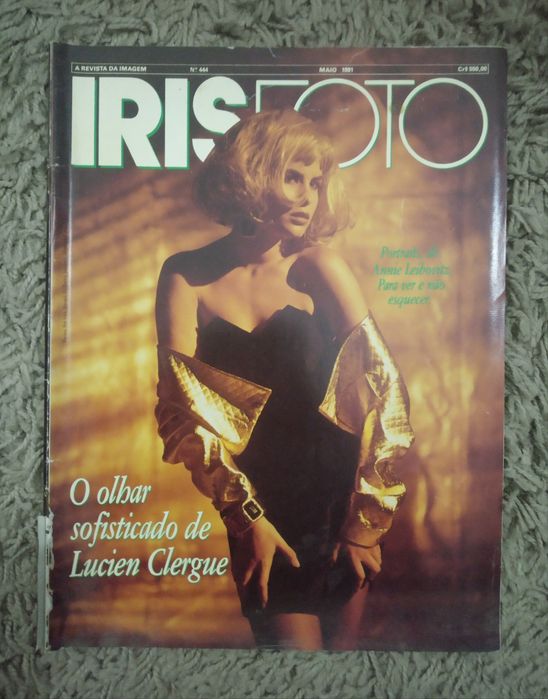 A REVISTA DA IMAGEM Nº 444 MAIO 1991 Cr$ 550,00
IRISFOTO
Portraits, de
Annie Leibovitz.
Para ver e não
esquecer.
O olhar
sofisticado de
Lucien Clergue